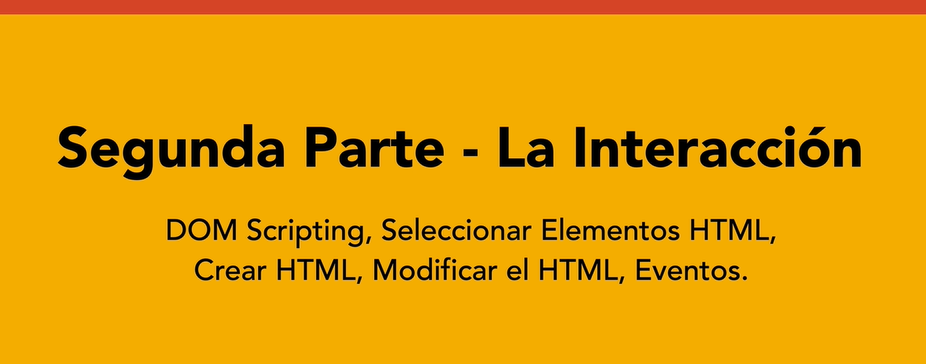 Segunda Parte - La Interacción
DOM Scripting, Seleccionar Elementos HTML,
Crear HTML, Modificar el HTML, Eventos.